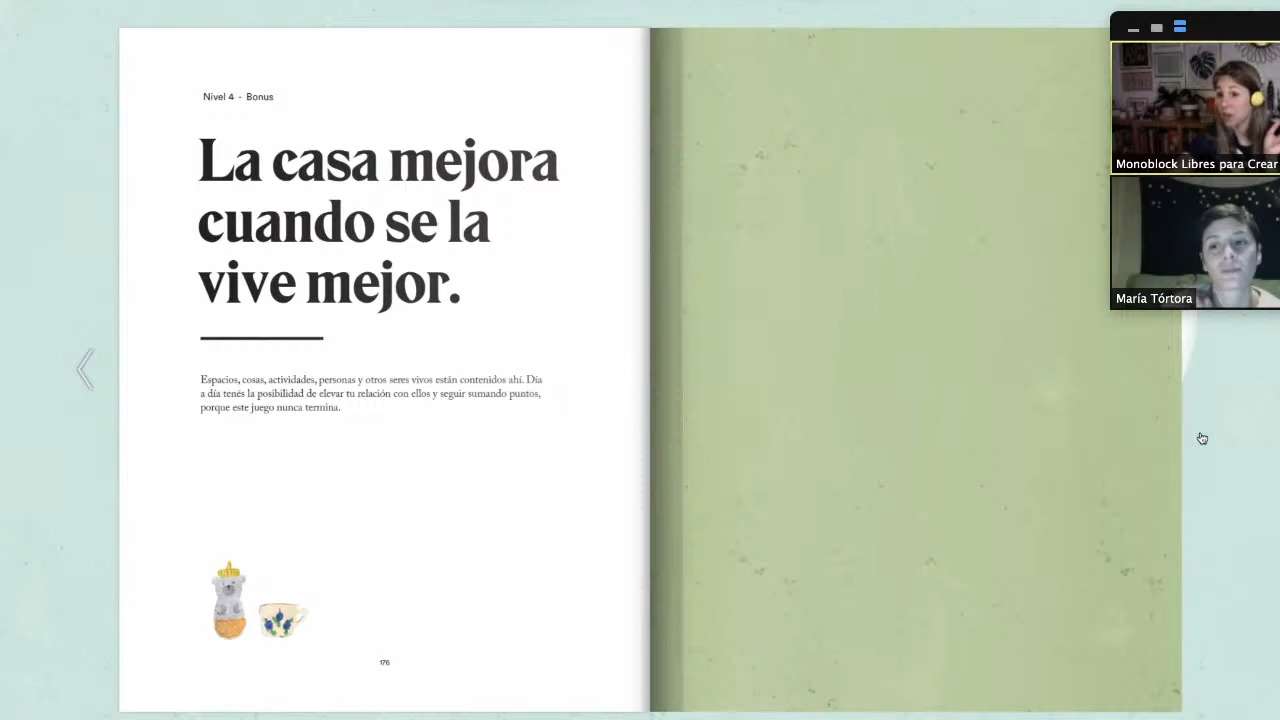 Nivel 4 - Bonus
La casa mejora
cuando se la
vive mejor.
Espacios, cosas, actividades, personas y otros seres vivos están contenidos ahí. Día
a día tenés la posibilidad de elevar tu relación con ellos y seguir sumando puntos,
porque este juego nunca termina.
176
Monoblock Libres para Crear
María Tórtora